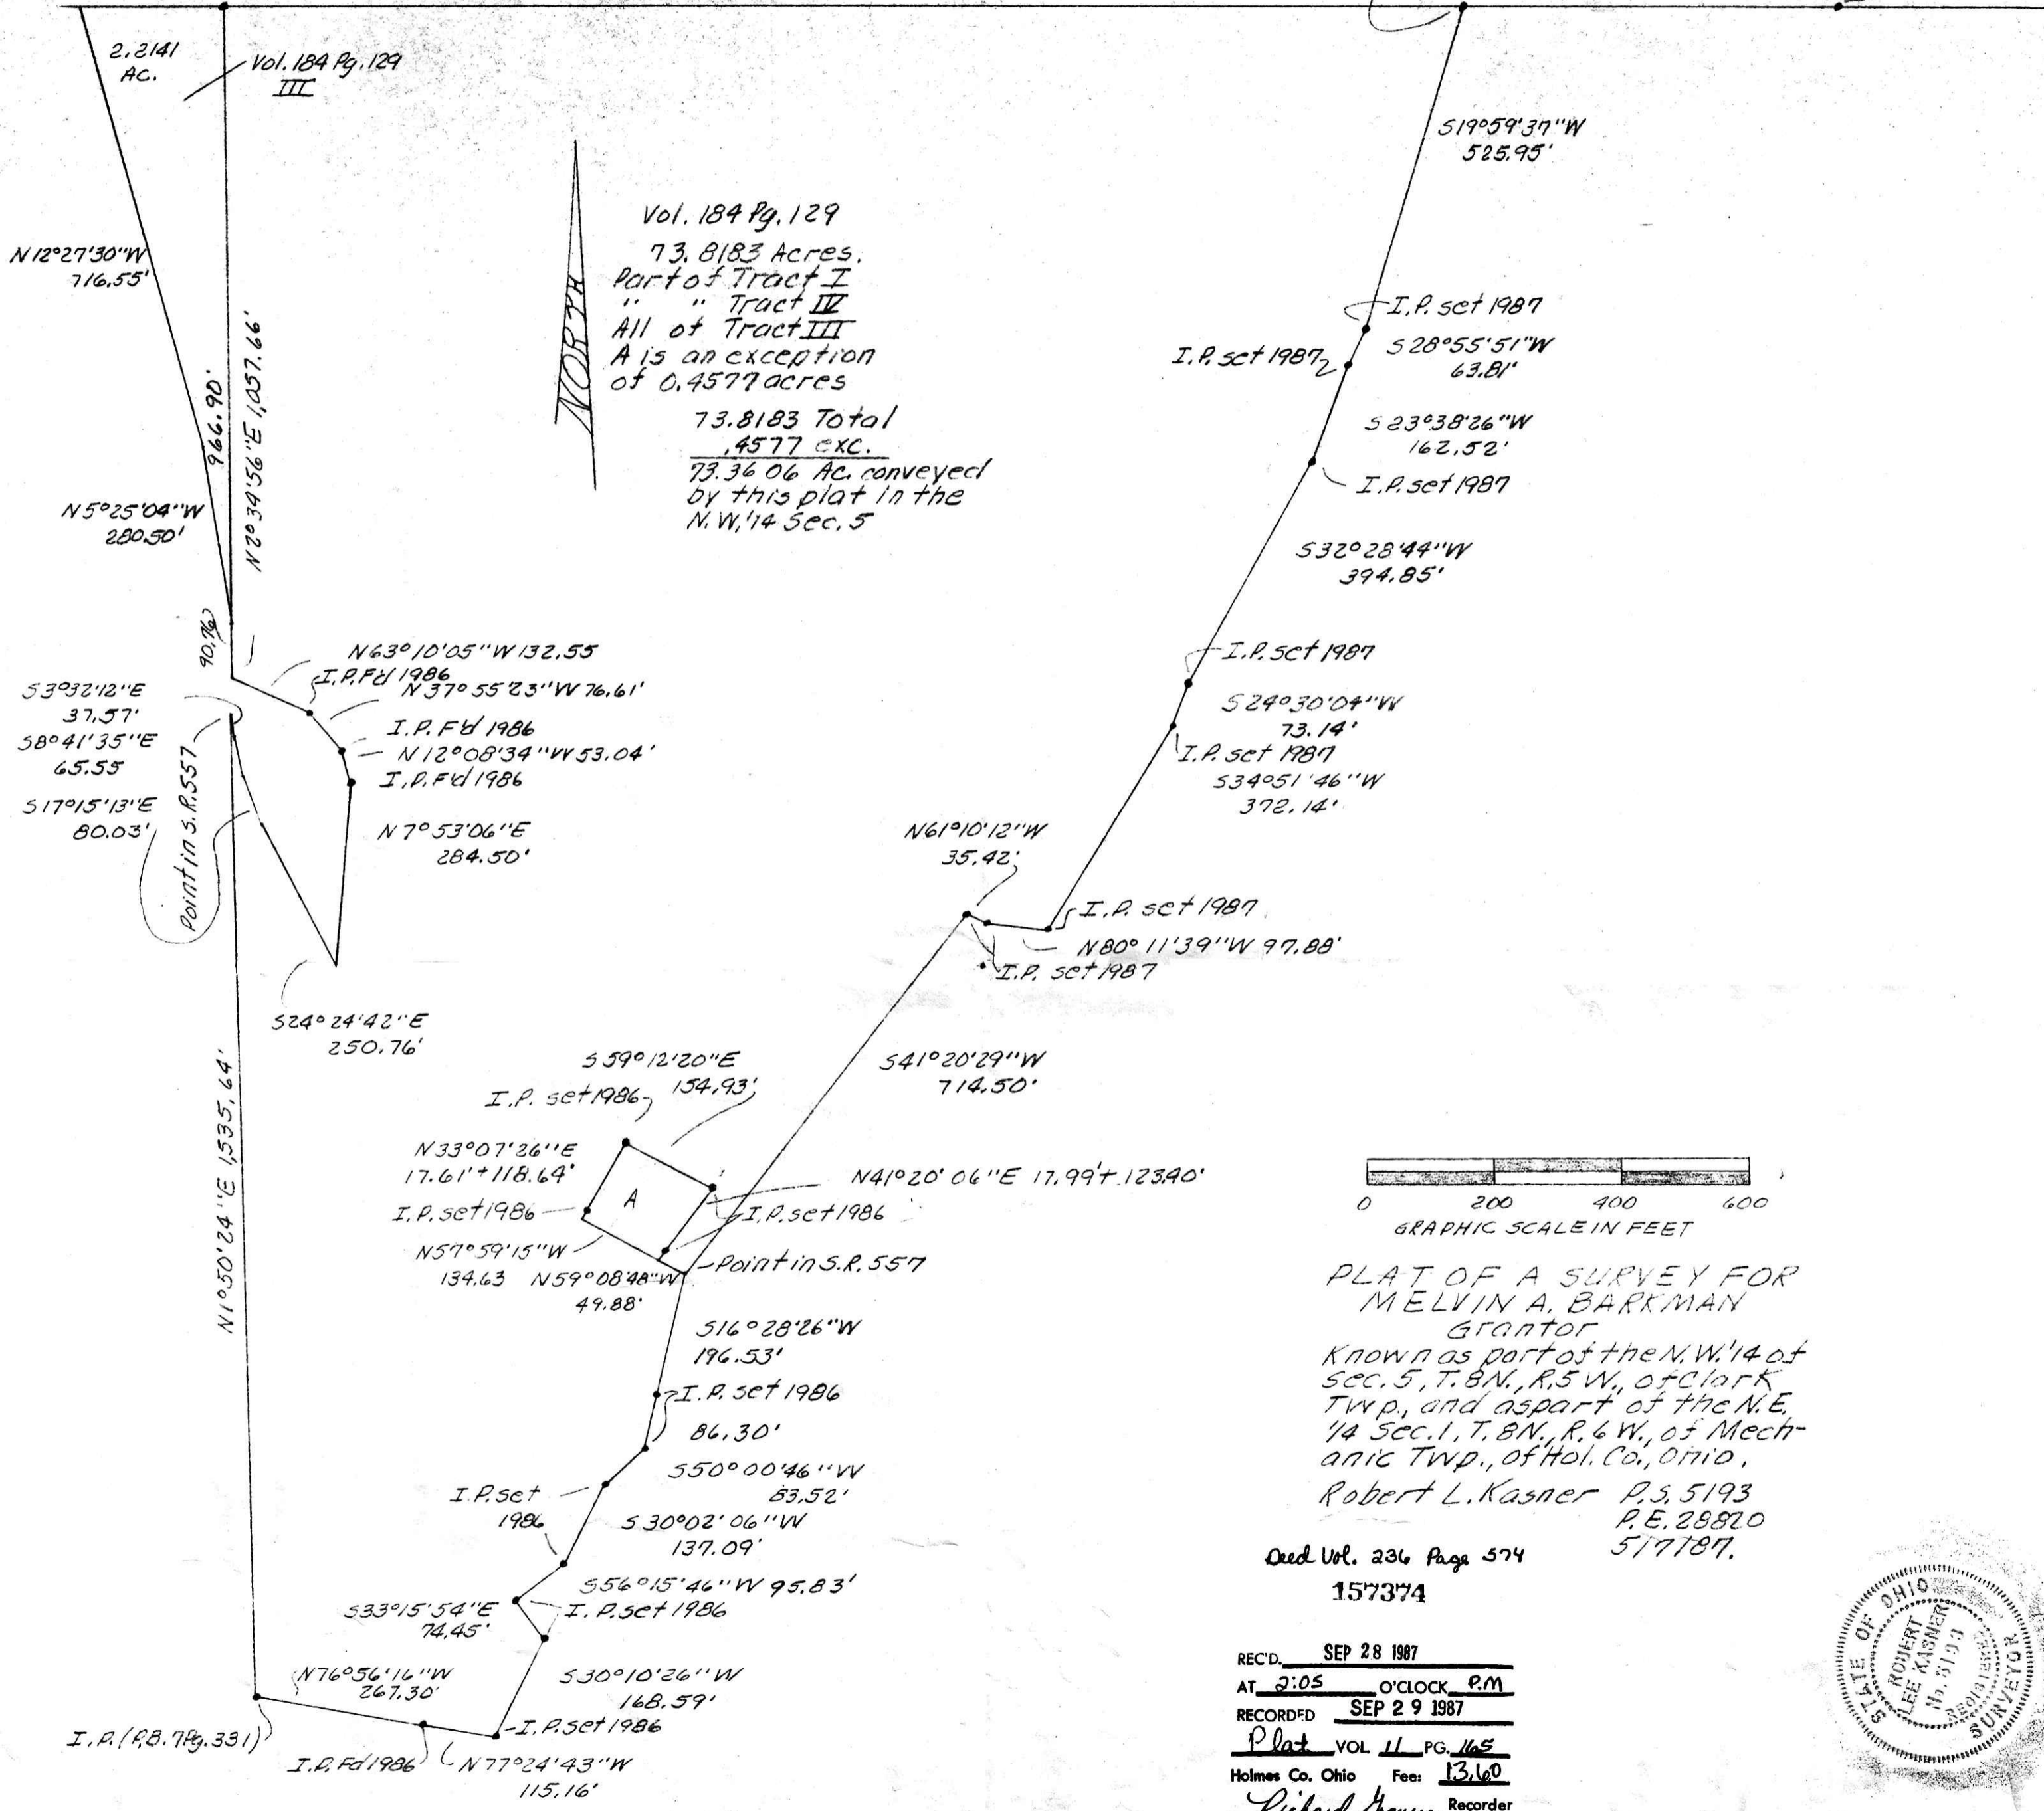 2.2141
AC.
Vol. 184 Pg. 129
III
S19°59'37"W
525.95'
Vol. 184 Pg. 129
73.8183 Acres.
Part of Tract I
" " Tract IV
All of Tract III
A is an exception
of 0.4577 acres
73.8183 Total
.4577 exc.
73.3606 Ac. conveyed
by this plat in the
N.W. 1/4 Sec. 5
NORTH
N12°27'30"W
716.55'
966.90'
N2°34'56"E 1,057.66'
I.P. set 1987
S28°55'51"W
63.81'
I.P. set 1987
S23°38'26"W
162.52'
I.P. set 1987
N5°25'04"W
280.50'
S32°28'44"W
394.85'
90.76
N63°10'05"W 132.55
I.P. F'd 1986
N37°55'23"W 76.61'
I.P. F'd 1986
N12°08'34"W 53.04'
I.P. F'd 1986
N7°53'06"E
284.50'
S3°32'12"E
37.57'
S8°41'35"E
65.55
S17°15'13"E
80.03'
Point in S.R. 557
I.P. set 1987
S24°30'04"W
73.14'
I.P. set 1987
S34°51'46"W
372.14'
N61°10'12"W
35.42'
I.P. set 1987
N80°11'39"W 97.88'
I.P. set 1987
S24°24'42"E
250.76'
N1°50'24"E 1,535.64'
S59°12'20"E
154.93'
I.P. set 1986
S41°20'29"W
714.50'
N33°07'26"E
17.61' + 118.64'
A
N41°20'06"E 17.99' + 123.40'
I.P. set 1986
I.P. set 1986
N57°59'15"W
134.63
N59°08'48"W
49.88'
Point in S.R. 557
0 200 400 600
GRAPHIC SCALE IN FEET
S16°28'26"W
196.53'
I.P. set 1986
86.30'
S50°00'46"W
83.52'
I.P. set
1986
S30°02'06"W
137.09'
S56°15'46"W 95.83'
I.P. set 1986
S33°15'54"E
74.45'
S30°10'26"W
168.59'
N76°56'16"W
267.30'
I.P. set 1986
I.P. (P.B. 7 Pg. 331)
I.P. Fd 1986
N77°24'43"W
115.16'
PLAT OF A SURVEY FOR
MELVIN A. BARKMAN
Grantor
Known as part of the N.W. 1/4 of
Sec. 5, T. 8N., R. 5 W., of Clark
Twp., and as part of the N.E.
1/4 Sec. 1, T. 8N., R. 6 W., of Mech-
anic Twp., of Hol. Co., Ohio.
Robert L. Kasner P.S. 5193
P.E. 28820
5/7/87.
Deed Vol. 236 Page 574
157374
REC'D. SEP 28 1987
AT 2:05 O'CLOCK P.M
RECORDED SEP 29 1987
Plat VOL 11 PG. 165
Holmes Co. Ohio Fee: 13.60
Richard Recorder
STATE OF OHIO
ROBERT
LEE KASNER
No. 5193
REGISTERED
SURVEYOR